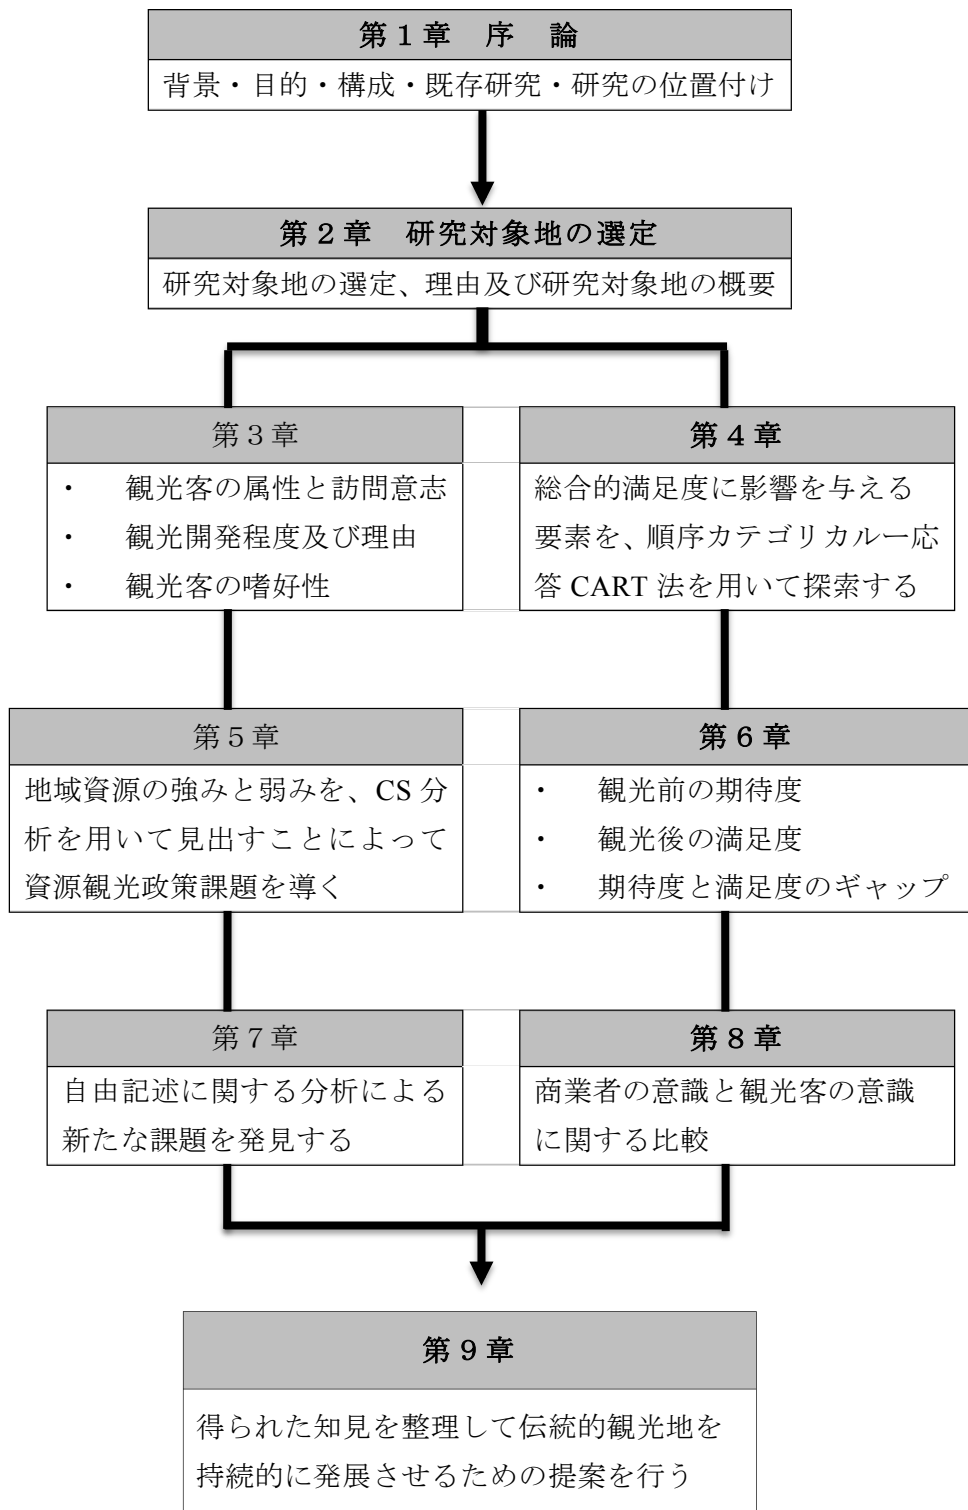 第１章　序　論
背景・目的・構成・既存研究・研究の位置付け
第２章　研究対象地の選定
研究対象地の選定、理由及び研究対象地の概要
第３章
・　観光客の属性と訪問意志
・　観光開発程度及び理由
・　観光客の嗜好性
第４章
総合的満足度に影響を与える
要素を、順序カテゴリカルー応
答 CART 法を用いて探索する
第５章
地域資源の強みと弱みを、CS 分
析を用いて見出すことによって
資源観光政策課題を導く
第６章
・　観光前の期待度
・　観光後の満足度
・　期待度と満足度のギャップ
第７章
自由記述に関する分析による
新たな課題を発見する
第８章
商業者の意識と観光客の意識
に関する比較
第９章
得られた知見を整理して伝統的観光地を
持続的に発展させるための提案を行う